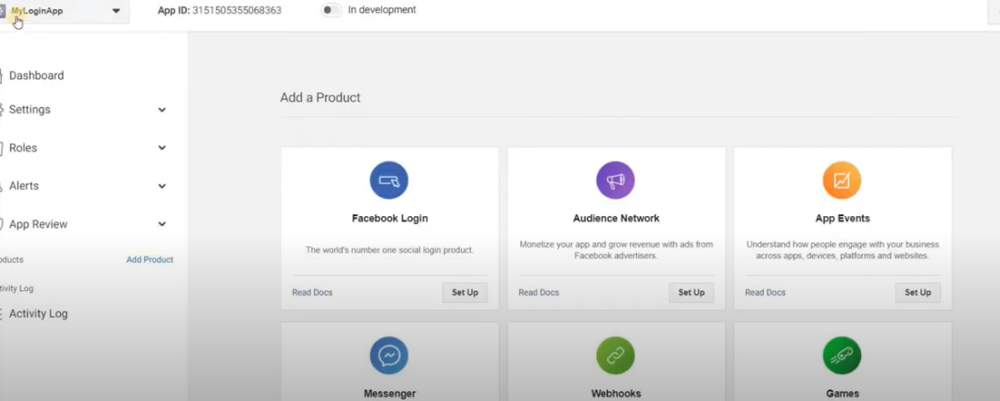 MyLoginApp
App ID: 3151505355068363
In development
Dashboard
Settings
Roles
Alerts
App Review
oducts
Add Product
tivity Log
Activity Log
Add a Product
Facebook Login
The world's number one social login product.
Read Docs
Set Up
Audience Network
Monetize your app and grow revenue with ads from
Facebook advertisers.
Read Docs
Set Up
App Events
Understand how people engage with your business
across apps, devices, platforms and websites.
Read Docs
Set Up
Messenger
Webhooks
Games